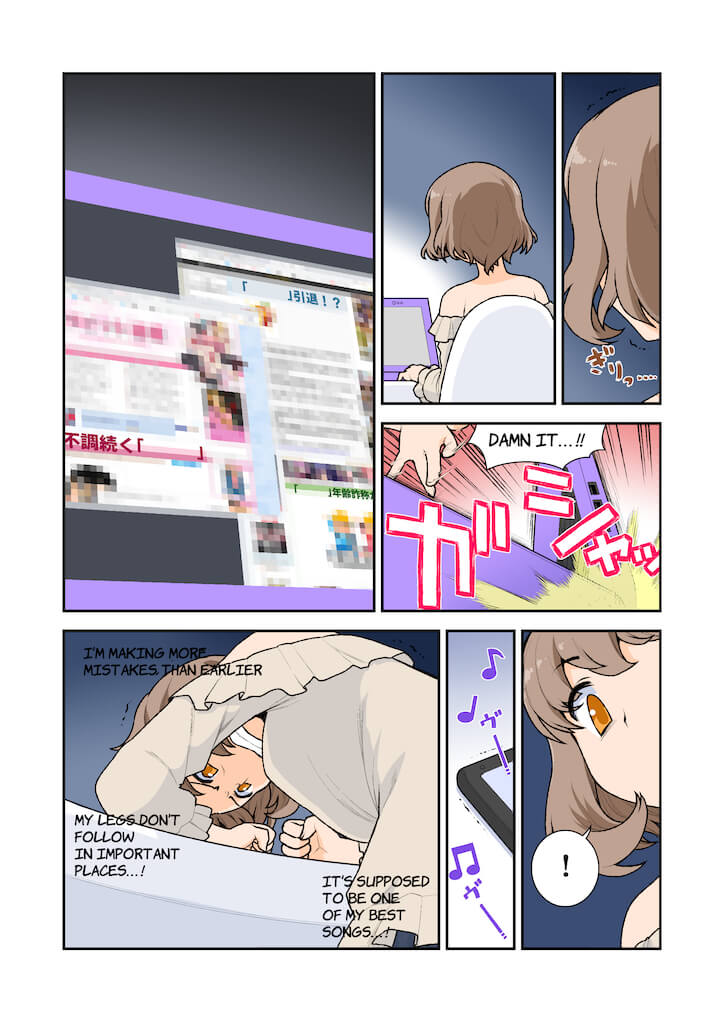 ぎりっ……
「　　　」引退！？
不調続く「　　　」
「　　　」年齢詐称
DAMN IT...!!
ガシャッ
I'M MAKING MORE
MISTAKES THAN EARLIER
MY LEGS DON'T
FOLLOW
IN IMPORTANT
PLACES...!
IT'S SUPPOSED
TO BE ONE
OF MY BEST
SONGS...!
ヴーー
ヴーー
!